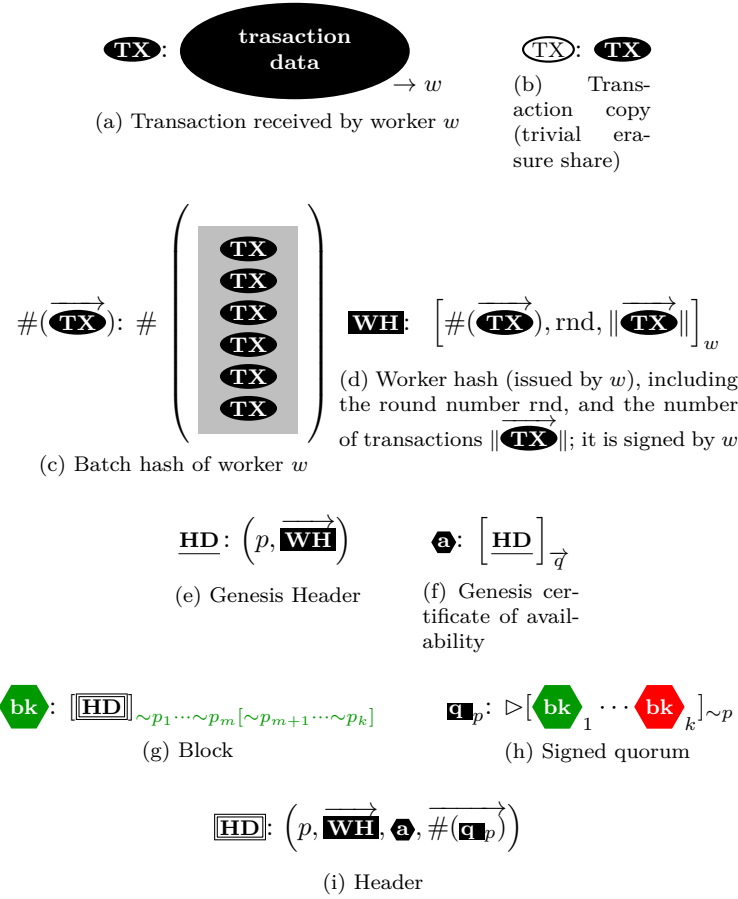 TX: trasaction data → w
TX: TX
(a) Transaction received by worker w
(b) Trans-
action copy
(trivial era-
sure share)
#(TX⃗): # ( TX
TX
TX
TX
TX
TX )
WH: [#(TX⃗), rnd, ‖TX⃗‖]_w
(c) Batch hash of worker w
(d) Worker hash (issued by w), including
the round number rnd, and the number
of transactions ‖TX⃗‖; it is signed by w
HD: (p, WH⃗)
a: [HD]_q⃗
(e) Genesis Header
(f) Genesis cer-
tificate of avail-
ability
bk: [HD]_∼p₁⋯∼pₘ[∼pₘ₊₁⋯∼pₖ]
q_p: ▷[bk₁ ⋯ bkₖ]_∼p
(g) Block
(h) Signed quorum
HD: (p, WH⃗, a, #(q_p)⃗)
(i) Header